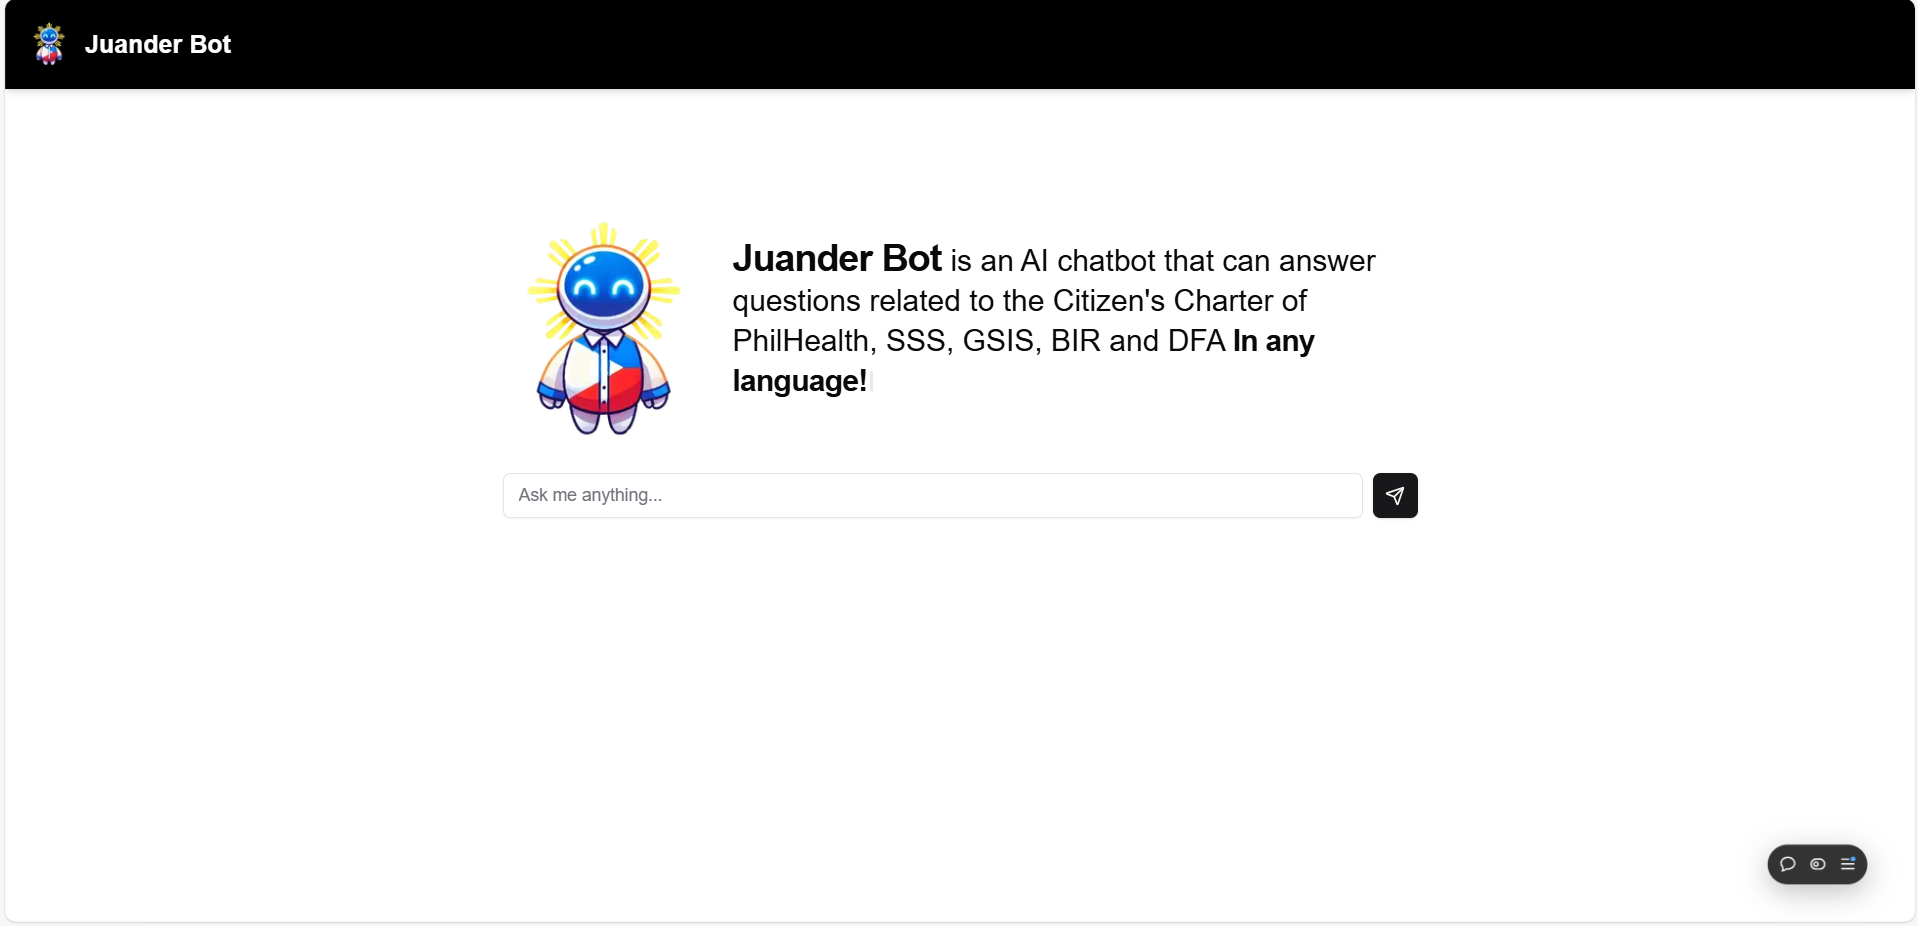 Juander Bot
Juander Bot is an AI chatbot that can answer
questions related to the Citizen's Charter of
PhilHealth, SSS, GSIS, BIR and DFA In any
language!
Ask me anything...